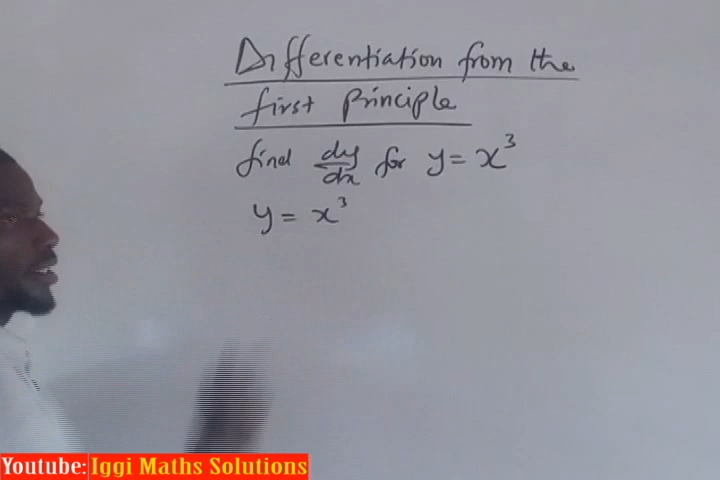 Differentiation from the
first Principle
find dy/dx for y = x³
y = x³
Youtube: Iggi Maths Solutions